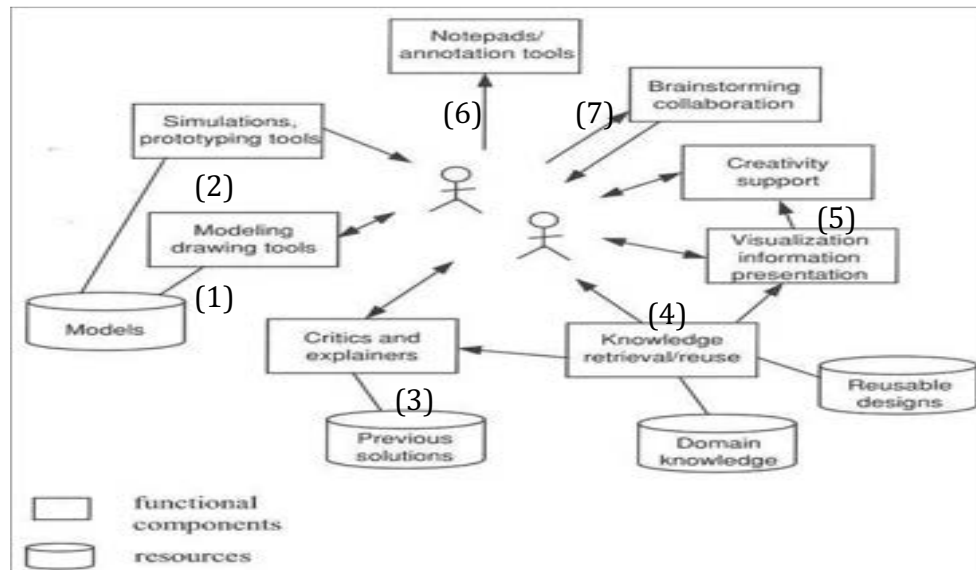 Notepads/
annotation tools
(6)
(7)
Brainstorming
collaboration
Simulations,
prototyping tools
(2)
Creativity
support
Modeling
drawing tools
(5)
Visualization
information
presentation
(1)
Models
(4)
Critics and
explainers
Knowledge
retrieval/reuse
Reusable
designs
(3)
Previous
solutions
Domain
knowledge
functional
components
resources